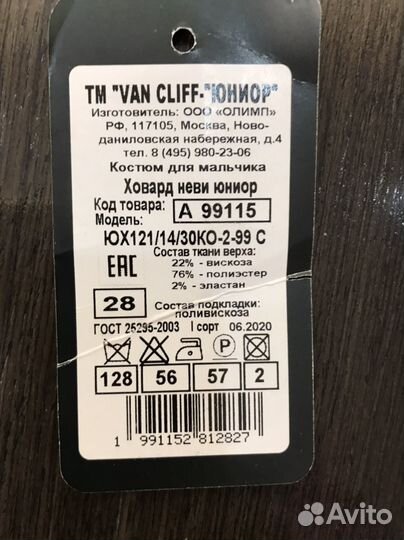 ТМ "VAN CLIFF-"ЮНИОР"
Изготовитель: ООО «ОЛИМП»
РФ, 117105, Москва, Ново-
даниловская набережная, д.4
тел. 8 (495) 980-23-06
Костюм для мальчика
Ховард неви юниор
Код товара:
Модель:
А 99115
ЮХ121/14/30КО-2-99 С
Состав ткани верха:
22% - вискоза
76% - полиэстер
2% - эластан
ЕАС
28
Состав подкладки:
поливискоза
ГОСТ 25295-2003 I сорт 06.2020
P
128 56 57 2
1 991152 812827
Avito